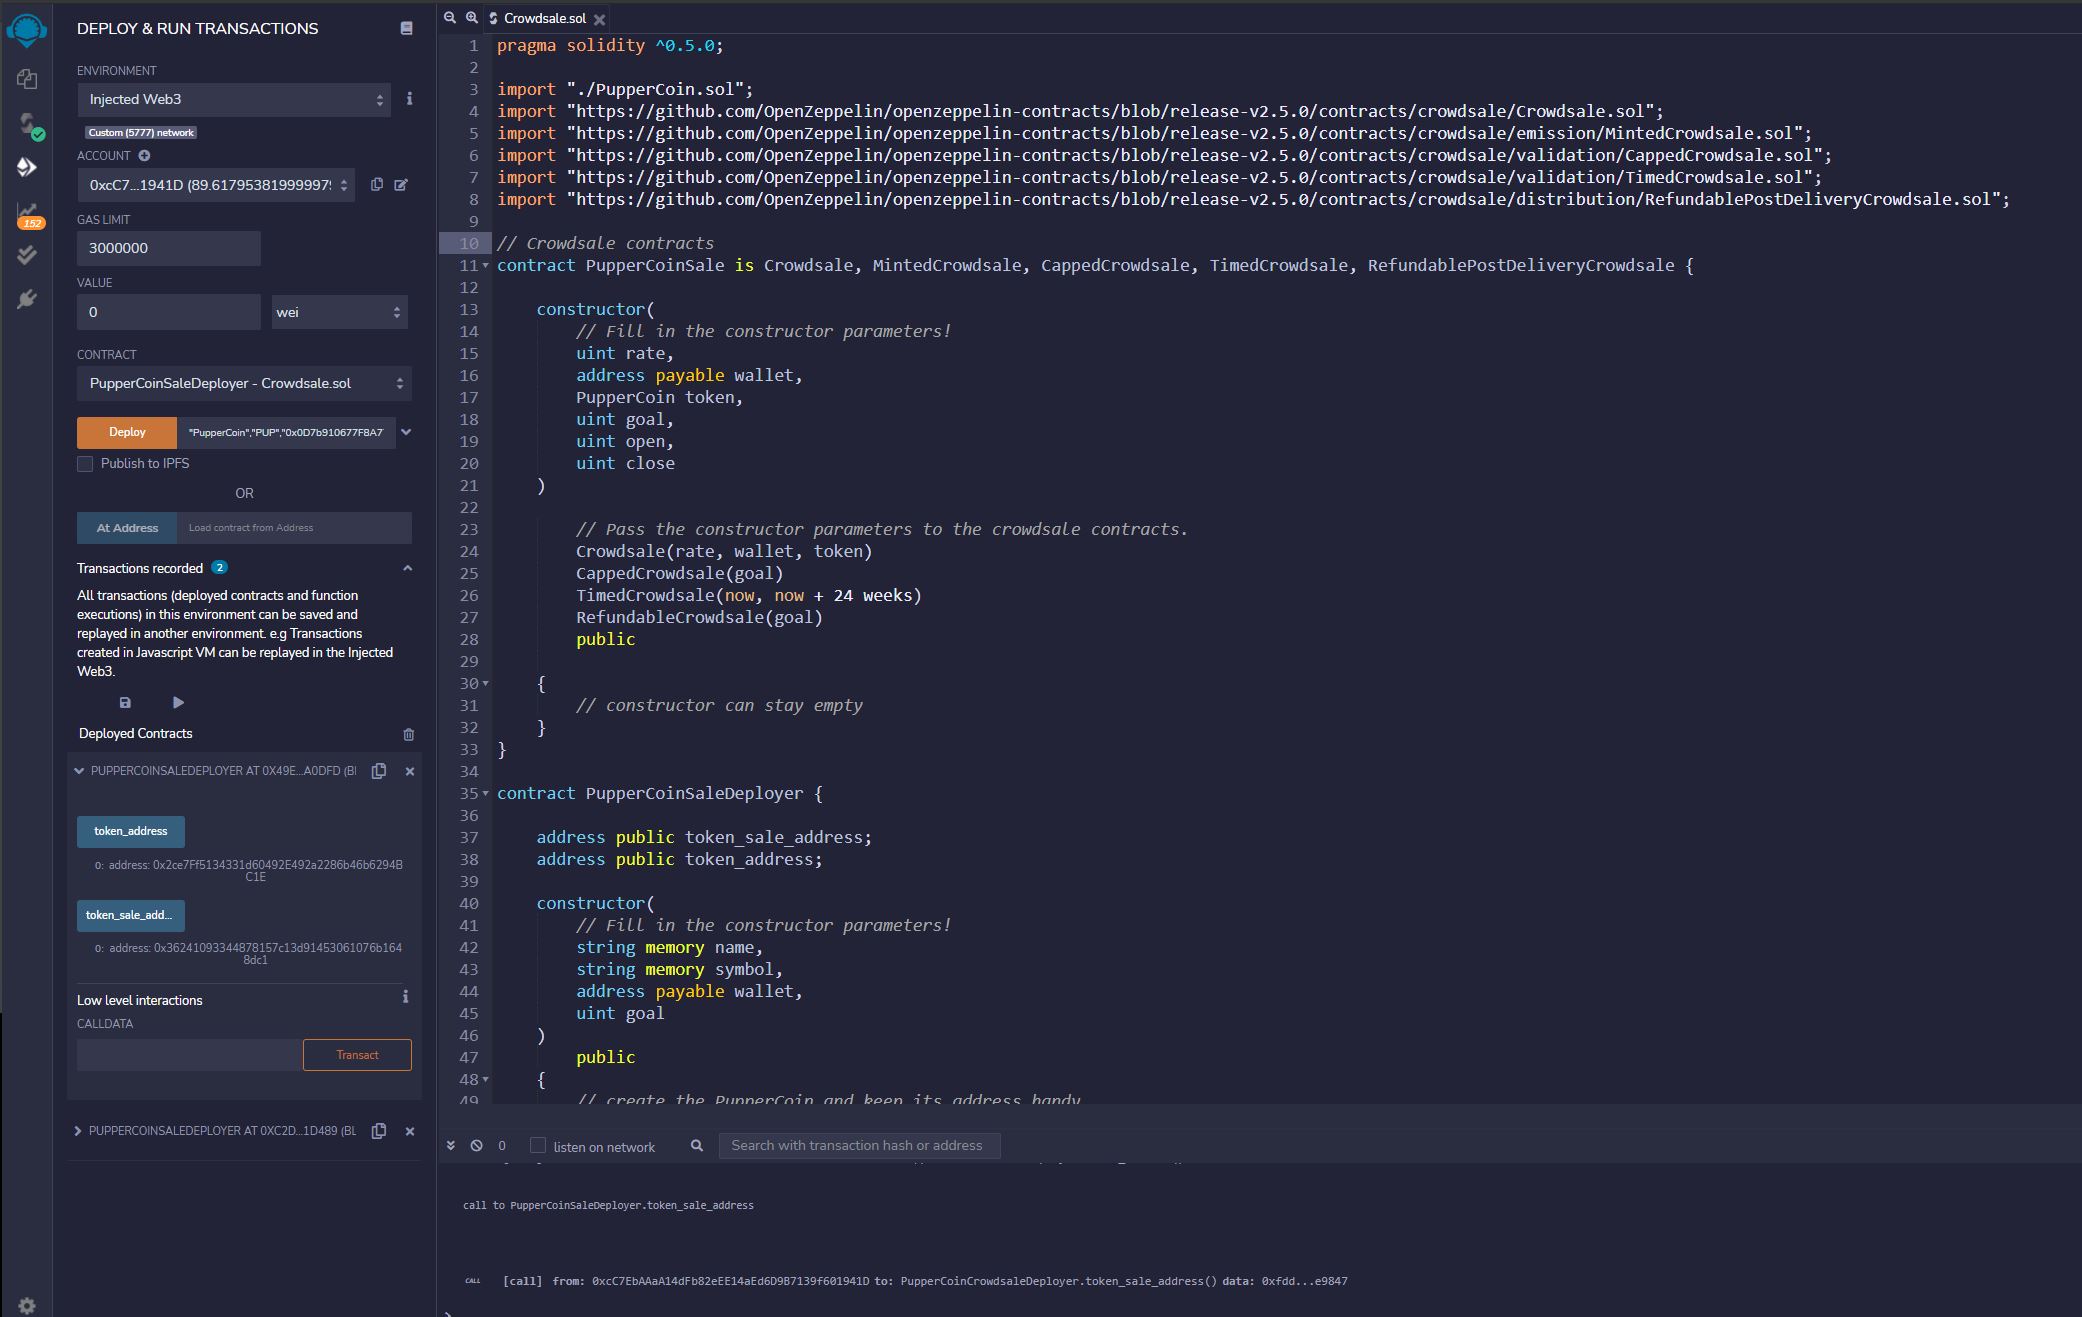 DEPLOY & RUN TRANSACTIONS
ENVIRONMENT
Injected Web3
Custom (5777) network
ACCOUNT
0xcC7...1941D (89.61795381999979
GAS LIMIT
3000000
VALUE
0
wei
CONTRACT
PupperCoinSaleDeployer - Crowdsale.sol
Deploy
"PupperCoin","PUP","0x0D7b910677F8A7
Publish to IPFS
OR
At Address
Load contract from Address
Transactions recorded 2
All transactions (deployed contracts and function
executions) in this environment can be saved and
replayed in another environment. e.g Transactions
created in Javascript VM can be replayed in the Injected
Web3.
Deployed Contracts
PUPPERCOINSALEDEPLOYER AT 0X49E...A0DFD (BI
token_address
0: address: 0x2ce7Ff5134331d60492E492a2286b46b6294B
C1E
token_sale_add...
0: address: 0x36241093344878157c13d91453061076b164
8dc1
Low level interactions
CALLDATA
Transact
PUPPERCOINSALEDEPLOYER AT 0XC2D...1D489 (BL
152
Crowdsale.sol
1 pragma solidity ^0.5.0;
2
3 import "./PupperCoin.sol";
4 import "https://github.com/OpenZeppelin/openzeppelin-contracts/blob/release-v2.5.0/contracts/crowdsale/Crowdsale.sol";
5 import "https://github.com/OpenZeppelin/openzeppelin-contracts/blob/release-v2.5.0/contracts/crowdsale/emission/MintedCrowdsale.sol";
6 import "https://github.com/OpenZeppelin/openzeppelin-contracts/blob/release-v2.5.0/contracts/crowdsale/validation/CappedCrowdsale.sol";
7 import "https://github.com/OpenZeppelin/openzeppelin-contracts/blob/release-v2.5.0/contracts/crowdsale/validation/TimedCrowdsale.sol";
8 import "https://github.com/OpenZeppelin/openzeppelin-contracts/blob/release-v2.5.0/contracts/crowdsale/distribution/RefundablePostDeliveryCrowdsale.sol";
9
10 // Crowdsale contracts
11 contract PupperCoinSale is Crowdsale, MintedCrowdsale, CappedCrowdsale, TimedCrowdsale, RefundablePostDeliveryCrowdsale {
12
13 constructor(
14 // Fill in the constructor parameters!
15 uint rate,
16 address payable wallet,
17 PupperCoin token,
18 uint goal,
19 uint open,
20 uint close
21 )
22
23 // Pass the constructor parameters to the crowdsale contracts.
24 Crowdsale(rate, wallet, token)
25 CappedCrowdsale(goal)
26 TimedCrowdsale(now, now + 24 weeks)
27 RefundableCrowdsale(goal)
28 public
29
30 {
31 // constructor can stay empty
32 }
33 }
34
35 contract PupperCoinSaleDeployer {
36
37 address public token_sale_address;
38 address public token_address;
39
40 constructor(
41 // Fill in the constructor parameters!
42 string memory name,
43 string memory symbol,
44 address payable wallet,
45 uint goal
46 )
47 public
48 {
49 // create the PupperCoin and keep its address handy
0
listen on network
Search with transaction hash or address
call to PupperCoinSaleDeployer.token_sale_address
CALL [call] from: 0xcC7EbAAaA14dFb82eEE14aEd6D9B7139f601941D to: PupperCoinCrowdsaleDeployer.token_sale_address() data: 0xfdd...e9847
>